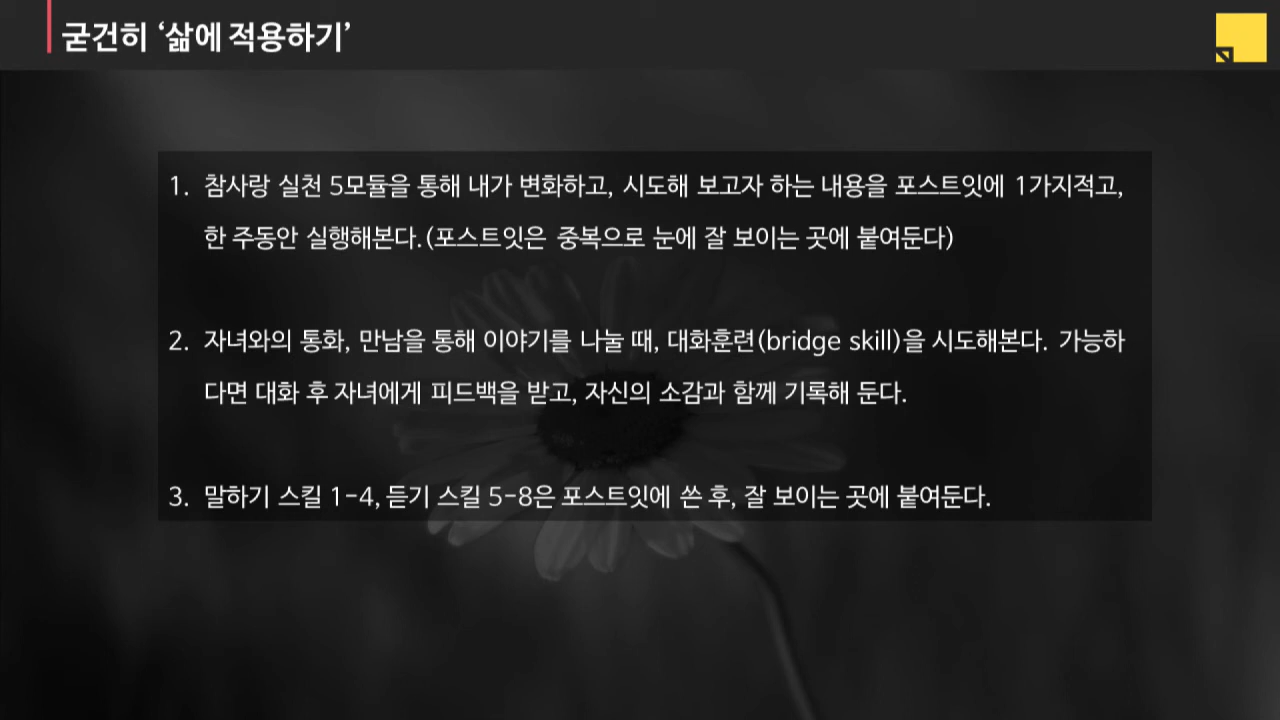 굳건히 ‘삶에 적용하기’
1. 참사랑 실천 5모듈을 통해 내가 변화하고, 시도해 보고자 하는 내용을 포스트잇에 1가지적고,
한 주동안 실행해본다.(포스트잇은 중복으로 눈에 잘 보이는 곳에 붙여둔다)
2. 자녀와의 통화, 만남을 통해 이야기를 나눌 때, 대화훈련(bridge skill)을 시도해본다. 가능하
다면 대화 후 자녀에게 피드백을 받고, 자신의 소감과 함께 기록해 둔다.
3. 말하기 스킬 1-4, 듣기 스킬 5-8은 포스트잇에 쓴 후, 잘 보이는 곳에 붙여둔다.